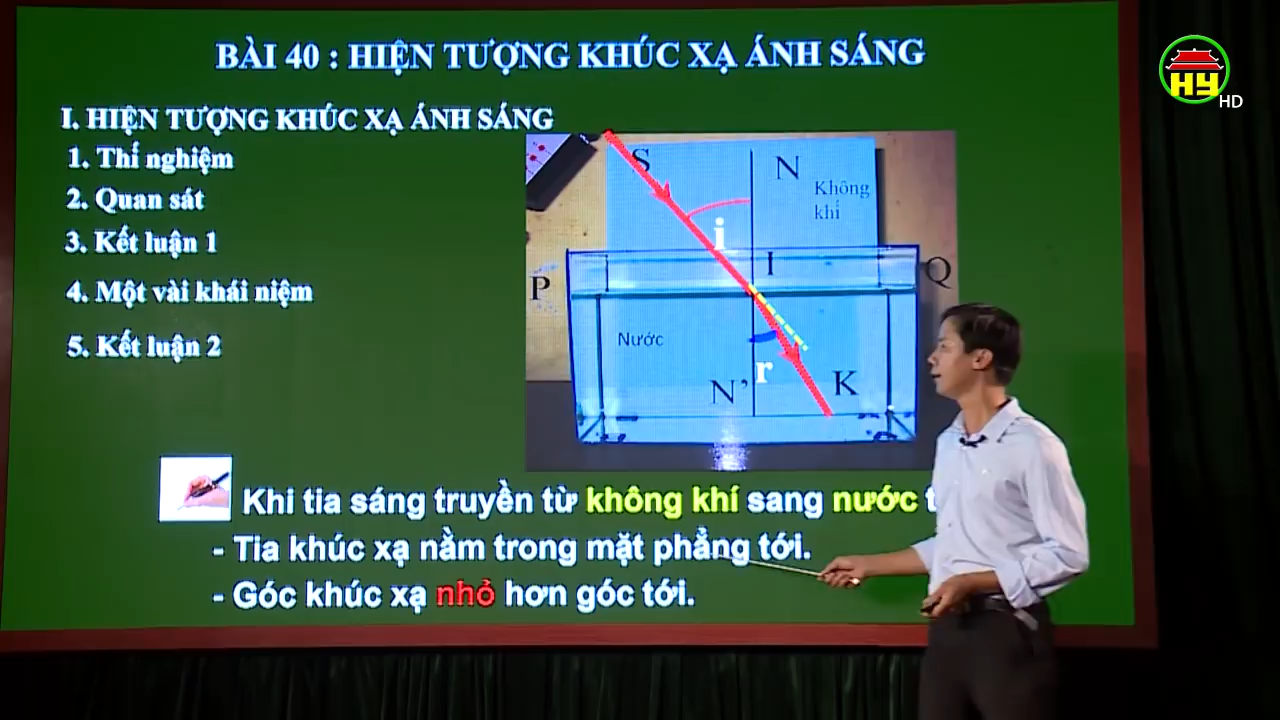 BÀI 40 : HIỆN TƯỢNG KHÚC XẠ ÁNH SÁNG
HY
HD
I. HIỆN TƯỢNG KHÚC XẠ ÁNH SÁNG
1. Thí nghiệm
2. Quan sát
3. Kết luận 1
4. Một vài khái niệm
5. Kết luận 2
S
N
Không
khí
i
I
P
Q
Nước
r
N’
K
Khi tia sáng truyền từ không khí sang nước
- Tia khúc xạ nằm trong mặt phẳng tới.
- Góc khúc xạ nhỏ hơn góc tới.